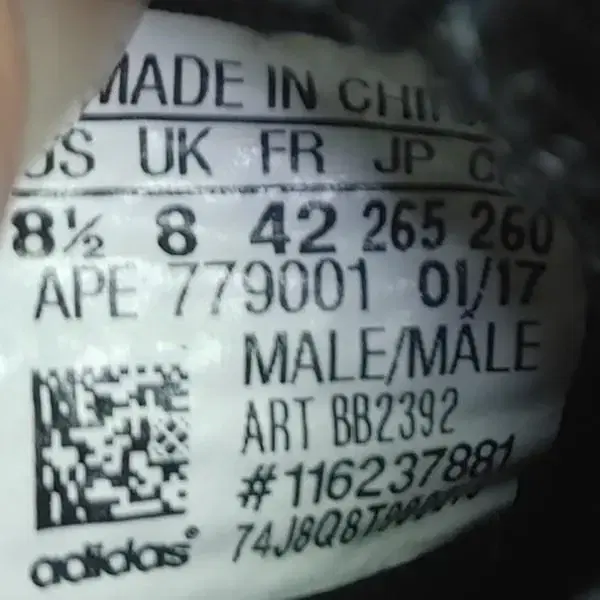 MADE IN CHINA
US UK FR JP
8½ 8 42 265 260
APE 779001 01/17
MALE/MÂLE
ART BB2392
#116237881
adidas